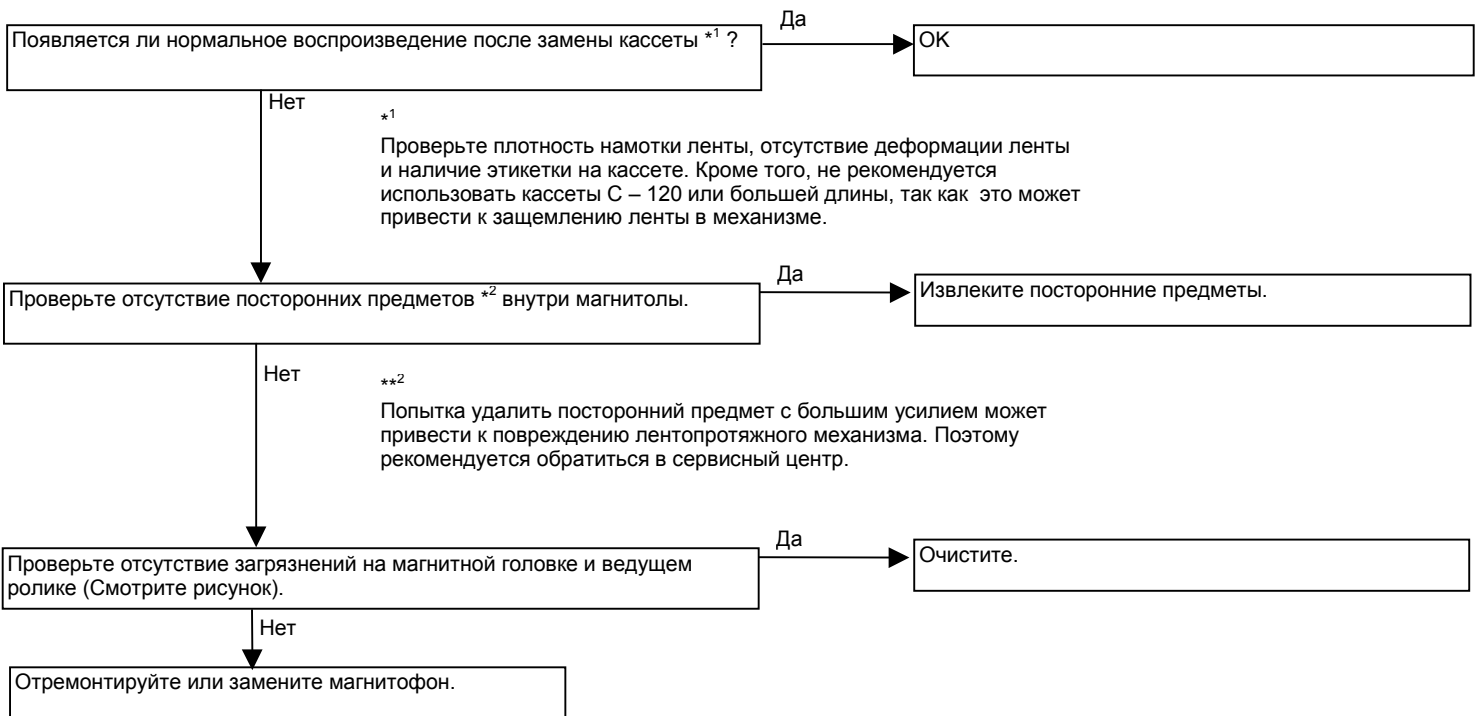 Да
Появляется ли нормальное воспроизведение после замены кассеты *1 ?
OK
Нет
*1
Проверьте плотность намотки ленты, отсутствие деформации ленты
и наличие этикетки на кассете. Кроме того, не рекомендуется
использовать кассеты С – 120 или большей длины, так как это может
привести к защемлению ленты в механизме.
Да
Проверьте отсутствие посторонних предметов *2 внутри магнитолы.
Извлеките посторонние предметы.
Нет
**2
Попытка удалить посторонний предмет с большим усилием может
привести к повреждению лентопротяжного механизма. Поэтому
рекомендуется обратиться в сервисный центр.
Да
Проверьте отсутствие загрязнений на магнитной головке и ведущем
ролике (Смотрите рисунок).
Очистите.
Нет
Отремонтируйте или замените магнитофон.